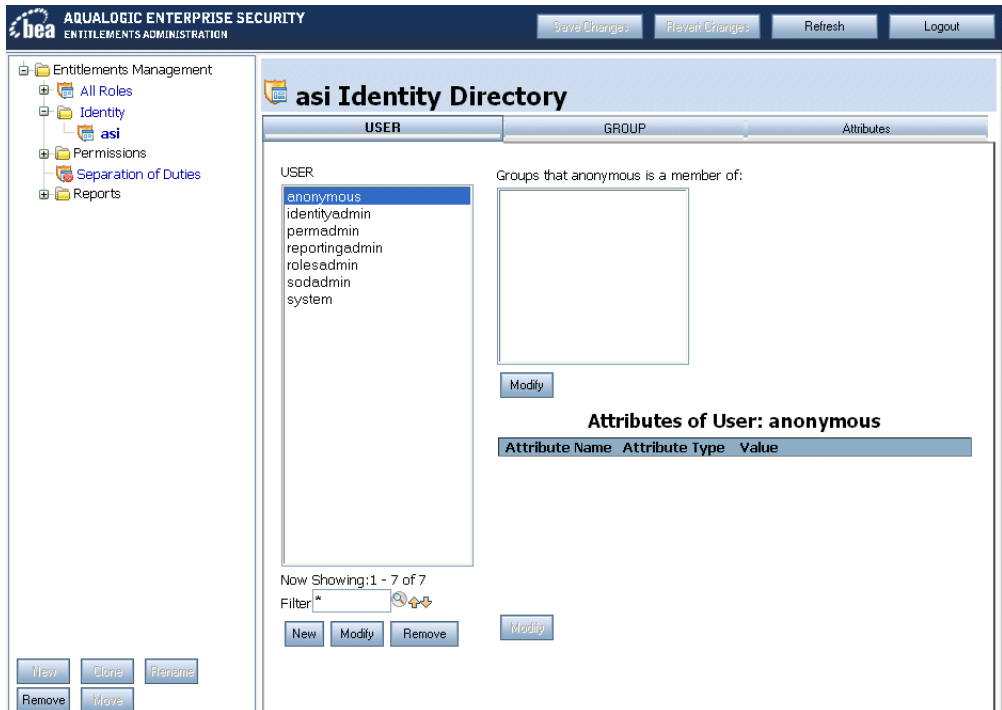 bea AQUALOGIC ENTERPRISE SECURITY
ENTITLEMENTS ADMINISTRATION
Save Changes Revert Changes Refresh Logout
Entitlements Management
All Roles
Identity
asi
Permissions
Separation of Duties
Reports
New Clone Rename
Remove Move
asi Identity Directory
USER GROUP Attributes
USER
anonymous
identityadmin
permadmin
reportingadmin
rolesadmin
sodadmin
system
Now Showing:1 - 7 of 7
Filter *
New Modify Remove
Groups that anonymous is a member of:
Modify
Attributes of User: anonymous
Attribute Name Attribute Type Value
Modify